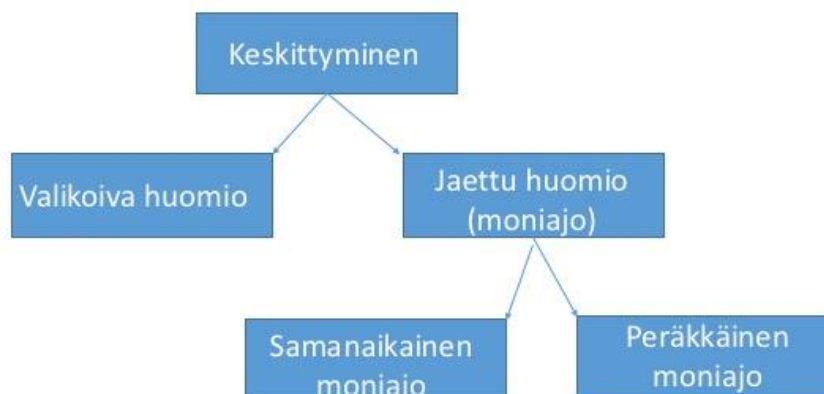 Keskittyminen
Valikoiva huomio
Jaettu huomio
(moniajo)
Samanaikainen
moniajo
Peräkkäinen
moniajo